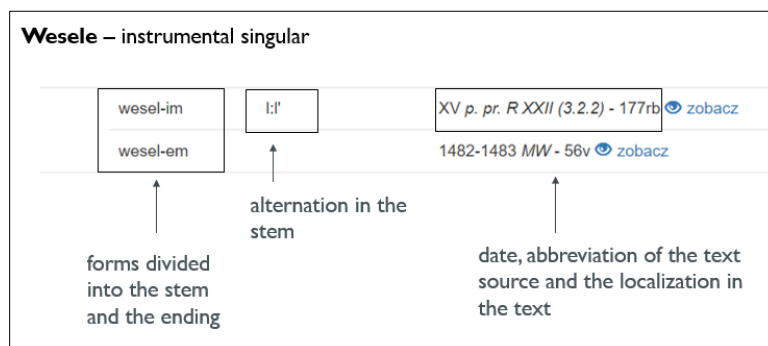 Wesele – instrumental singular
wesel-im l:l' XV p. pr. R XXII (3.2.2) - 177rb zobacz
wesel-em 1482-1483 MW - 56v zobacz
alternation in the
stem
forms divided
into the stem
and the ending
date, abbreviation of the text
source and the localization in
the text